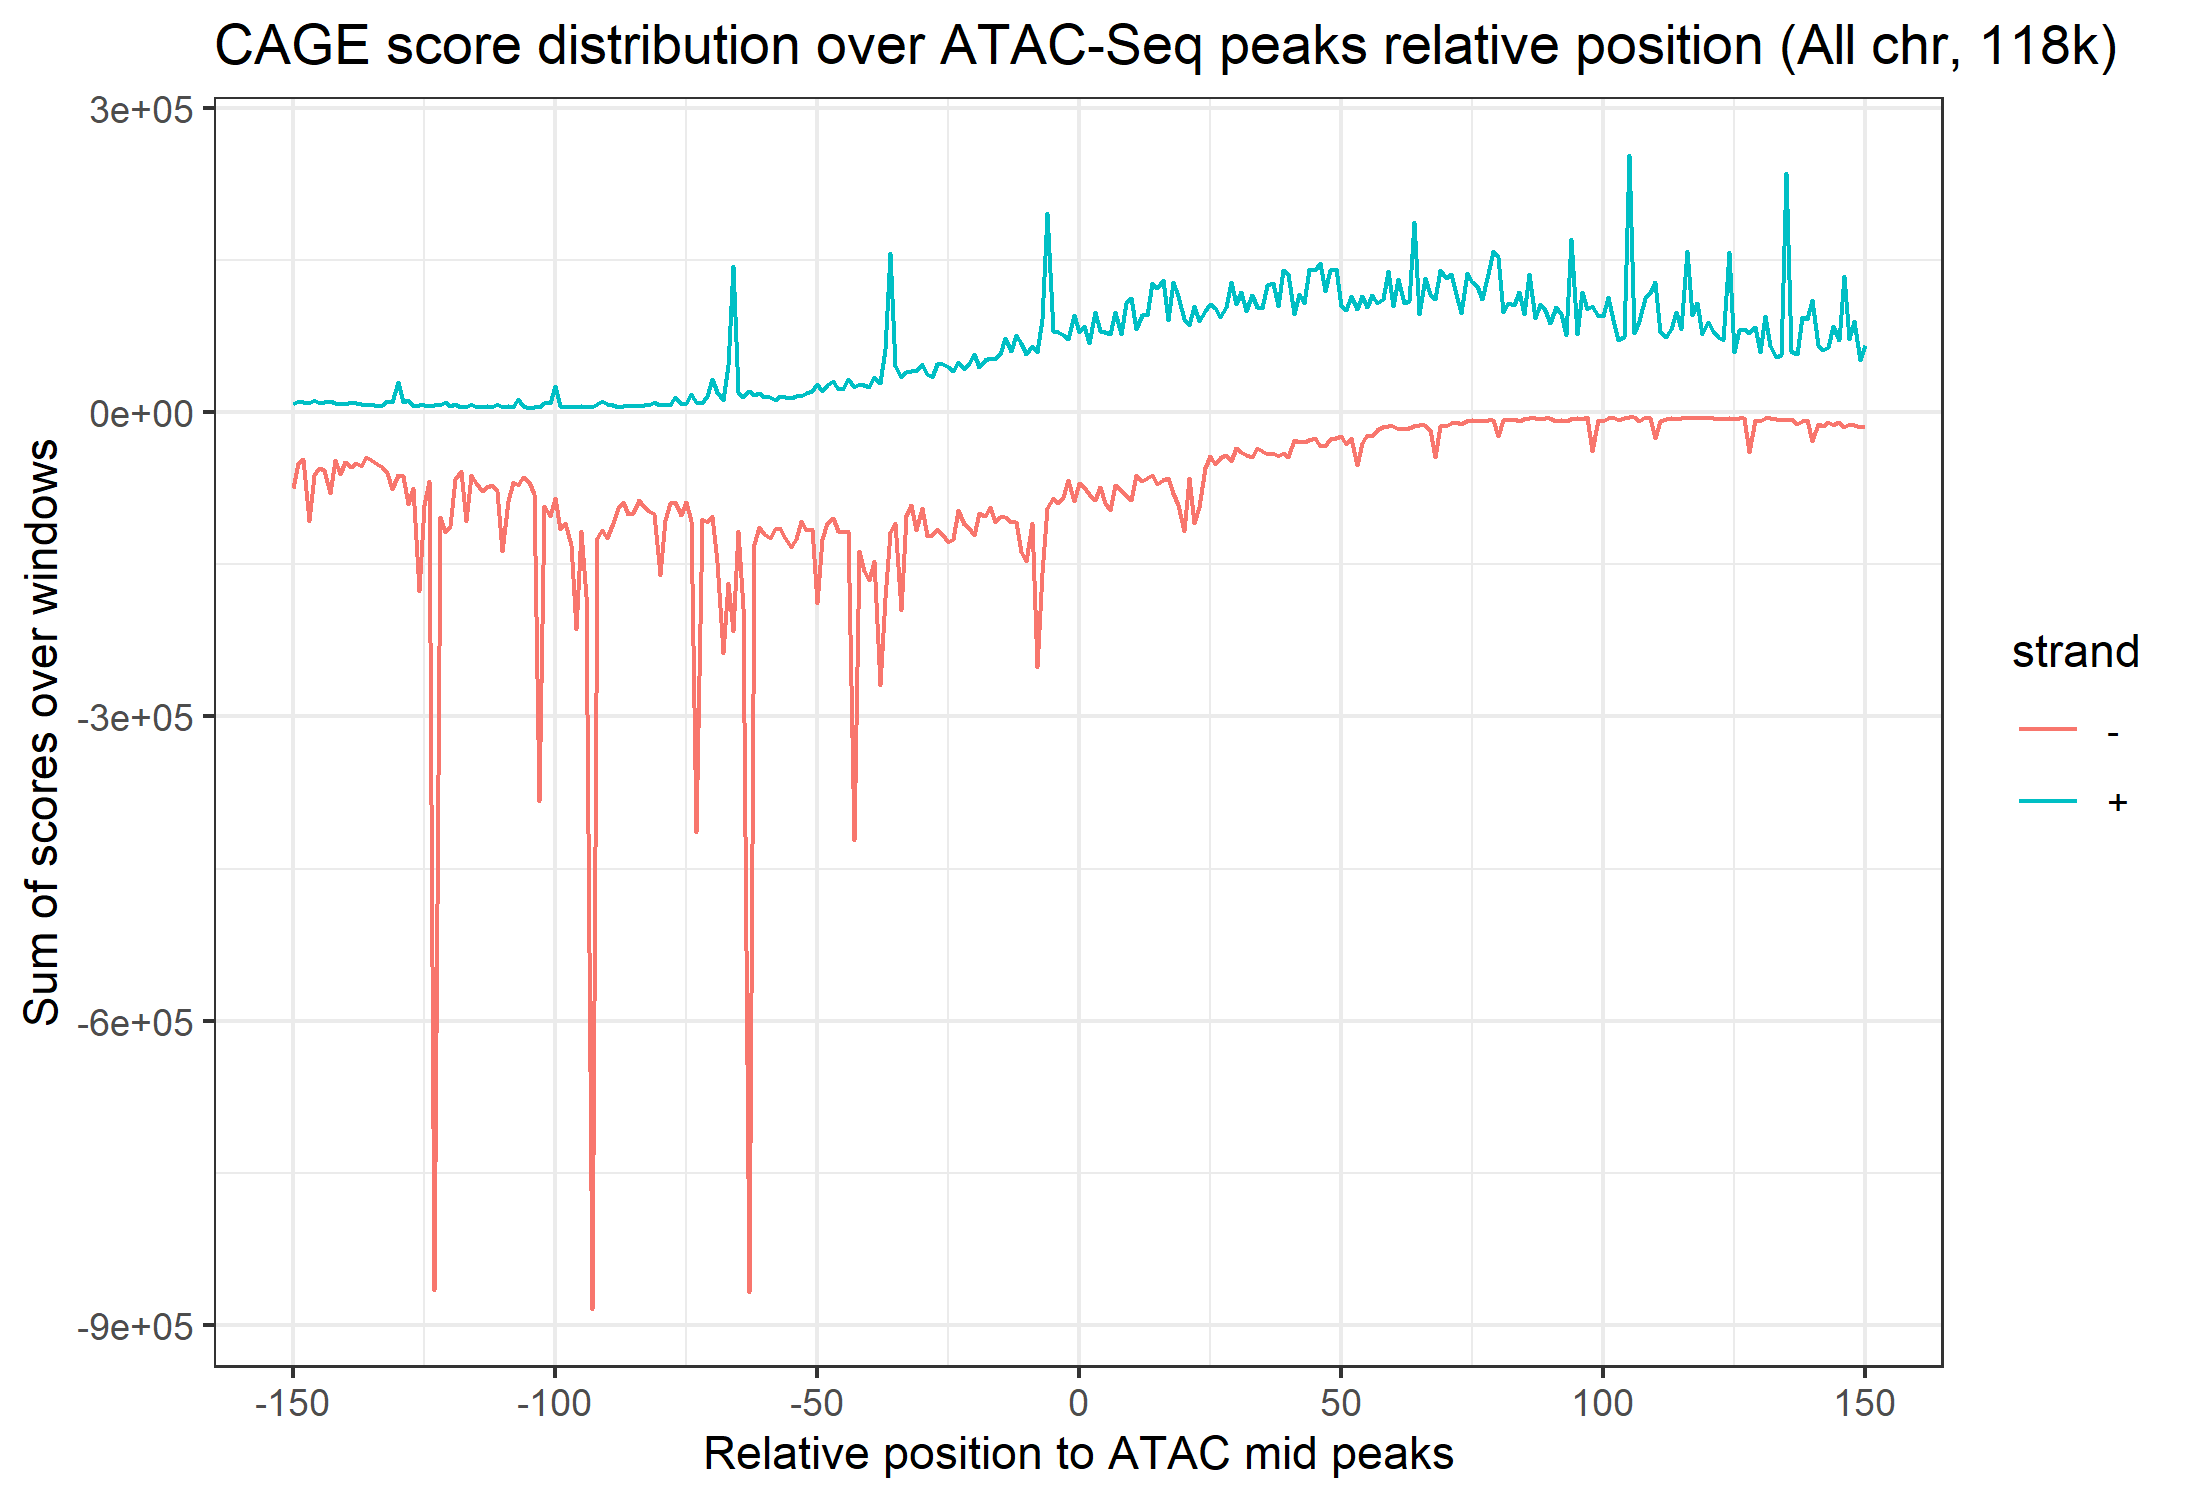 CAGE score distribution over ATAC-Seq peaks relative position (All chr, 118k)
Sum of scores over windows
3e+05
0e+00
-3e+05
-6e+05
-9e+05
-150 -100 -50 0 50 100 150
Relative position to ATAC mid peaks
strand
-
+